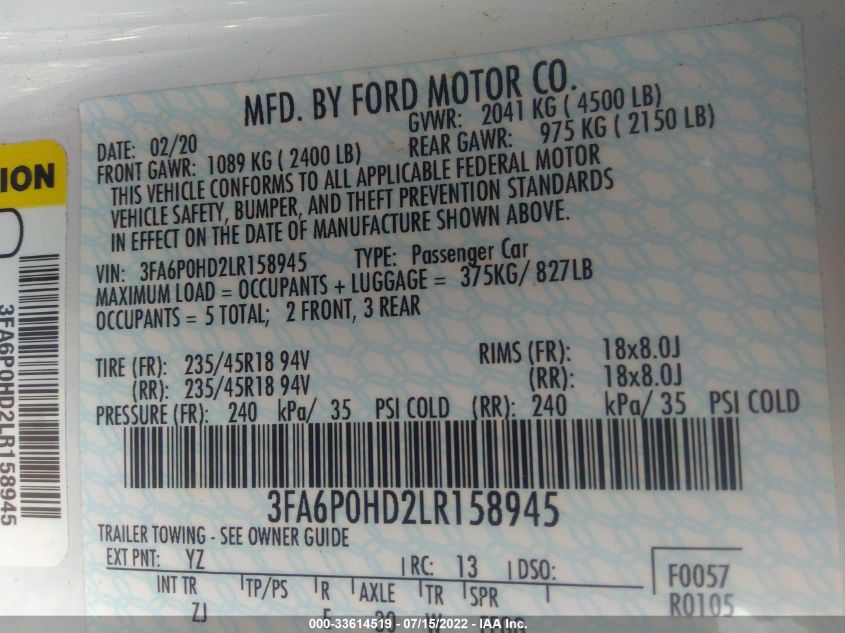 MFD. BY FORD MOTOR CO.
DATE: 02/20 GVWR: 2041 KG ( 4500 LB)
FRONT GAWR: 1089 KG ( 2400 LB) REAR GAWR: 975 KG ( 2150 LB)
THIS VEHICLE CONFORMS TO ALL APPLICABLE FEDERAL MOTOR
VEHICLE SAFETY, BUMPER, AND THEFT PREVENTION STANDARDS
IN EFFECT ON THE DATE OF MANUFACTURE SHOWN ABOVE.
VIN: 3FA6P0HD2LR158945 TYPE: Passenger Car
MAXIMUM LOAD = OCCUPANTS + LUGGAGE = 375KG/ 827LB
OCCUPANTS = 5 TOTAL; 2 FRONT, 3 REAR
TIRE (FR): 235/45R18 94V RIMS (FR): 18x8.0J
(RR): 235/45R18 94V (RR): 18x8.0J
PRESSURE (FR): 240 kPa/ 35 PSI COLD (RR): 240 kPa/ 35 PSI COLD
3FA6P0HD2LR158945
TRAILER TOWING - SEE OWNER GUIDE
EXT PNT: YZ RC: 13 DSO:
INT TR TP/PS R AXLE TR SPR
ZJ
F0057
R0105
ION
3FA6P0HD2LR158945
000-33614519 - 07/15/2022 - IAA Inc.